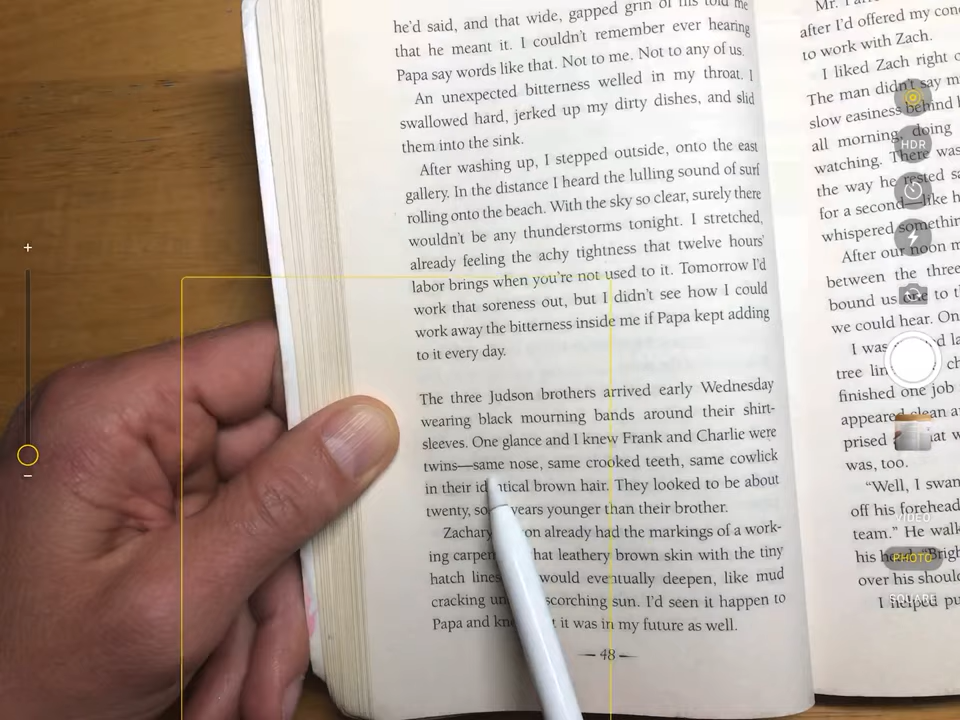 he'd said, and that wide, gapped grin of his told me
that he meant it. I couldn't remember ever hearing
Papa say words like that. Not to me. Not to any of us.
An unexpected bitterness welled in my throat. I
swallowed hard, jerked up my dirty dishes, and slid
them into the sink.
After washing up, I stepped outside, onto the east
gallery. In the distance I heard the lulling sound of surf
rolling onto the beach. With the sky so clear, surely there
wouldn't be any thunderstorms tonight. I stretched,
already feeling the achy tightness that twelve hours'
labor brings when you're not used to it. Tomorrow I'd
work that soreness out, but I didn't see how I could
work away the bitterness inside me if Papa kept adding
to it every day.
The three Judson brothers arrived early Wednesday
wearing black mourning bands around their shirt-
sleeves. One glance and I knew Frank and Charlie were
twins—same nose, same crooked teeth, same cowlick
in their identical brown hair. They looked to be about
twenty, years younger than their brother.
Zachary already had the markings of a work-
ing hat leathery brown skin with the tiny
hatch lines would eventually deepen, like mud
cracking scorching sun. I'd seen it happen to
Papa and it was in my future as well.
— 48 —
Mr.
after I'd offered my
to work with Zach.
I liked Zach right
The man didn't say
slow easiness behind
all morning, doing
watching. There was
the way he rested
for a second—like
whispered
After our noon
between the three
bound us one to
we could hear. On
I was
tree
finished one job
appeared clean
was, too.
"Well, I
off his forehead
team." He
his
over his
I helped
HDR
VIDEO
PHOTO
SQUARE